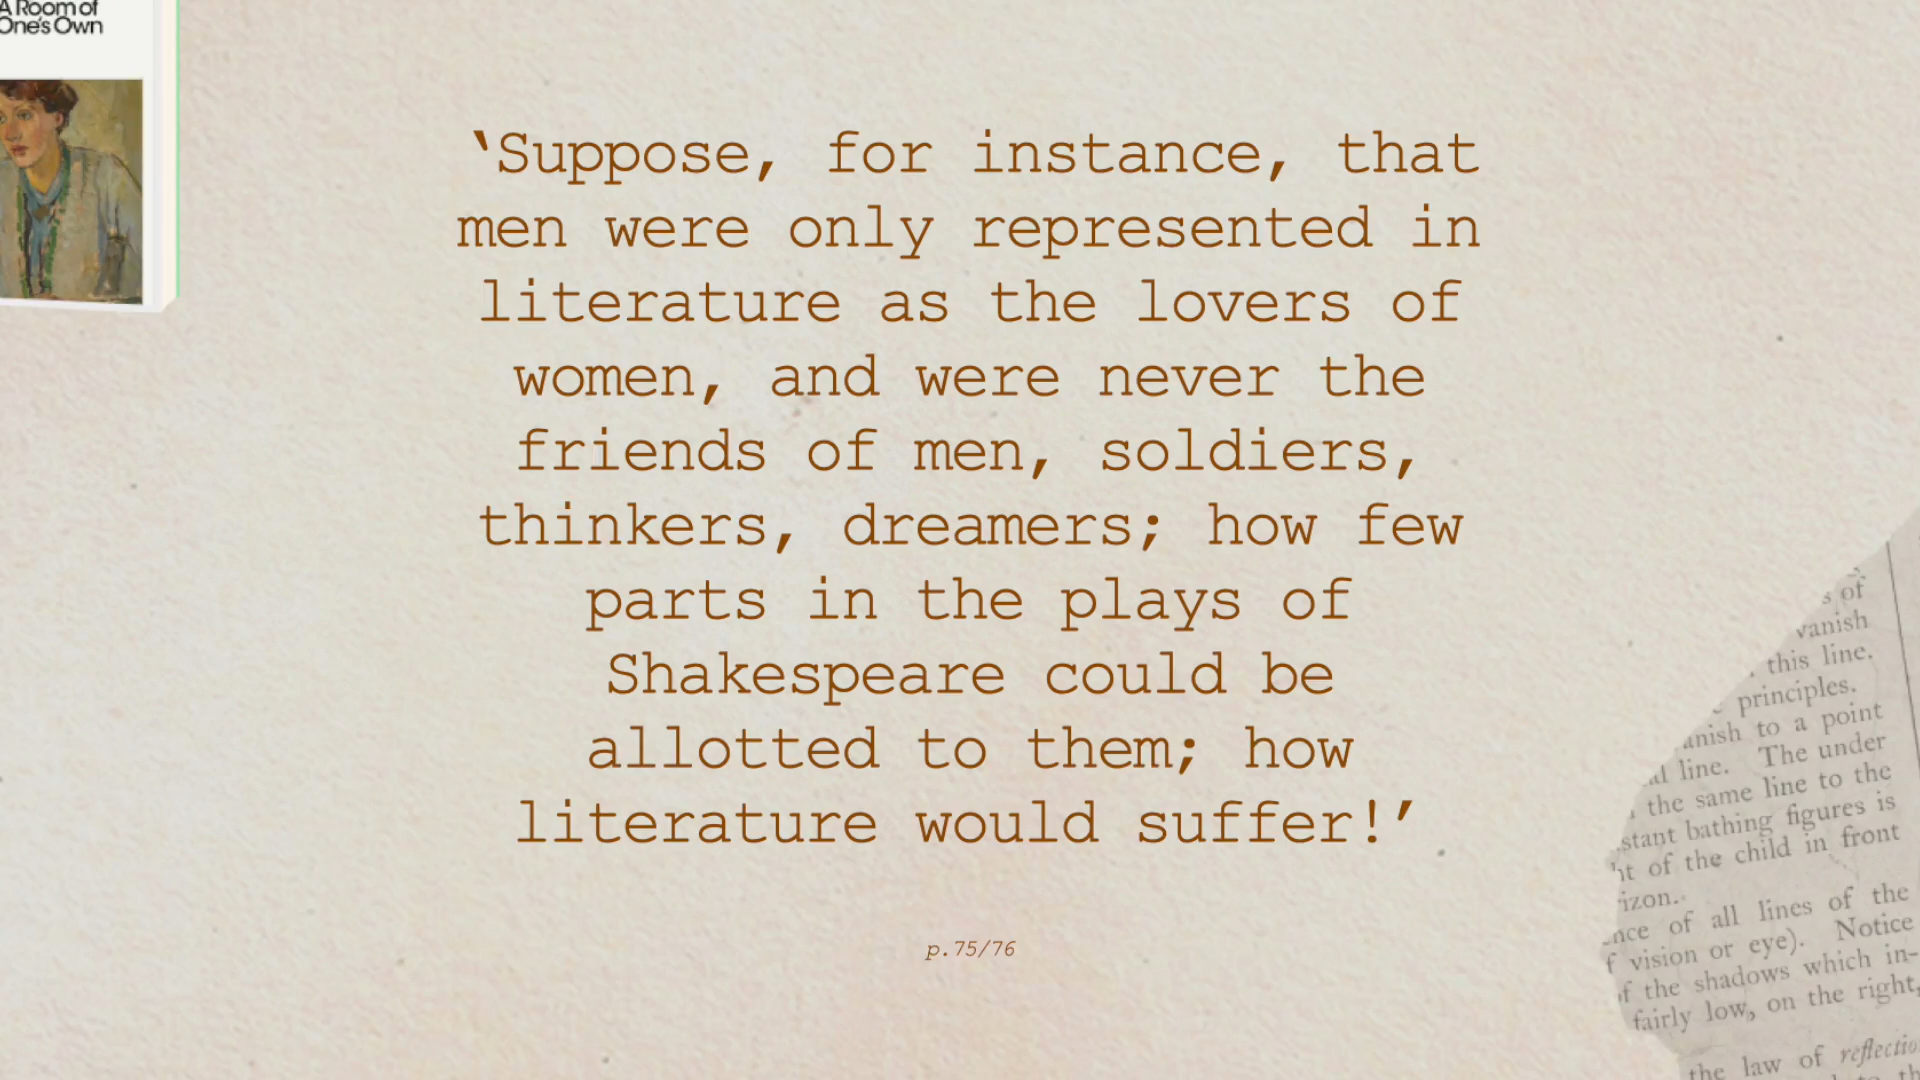 A Room of
One's Own
‘Suppose, for instance, that
men were only represented in
literature as the lovers of
women, and were never the
friends of men, soldiers,
thinkers, dreamers; how few
parts in the plays of
Shakespeare could be
allotted to them; how
literature would suffer!’
p.75/76
s of
vanish
this line.
principles.
to a point
line. The under
the same line to the
bathing figures is
of the child in front
of all lines of the
vision or eye). Notice
the shadows which in-
fairly low, on the right,
the law of